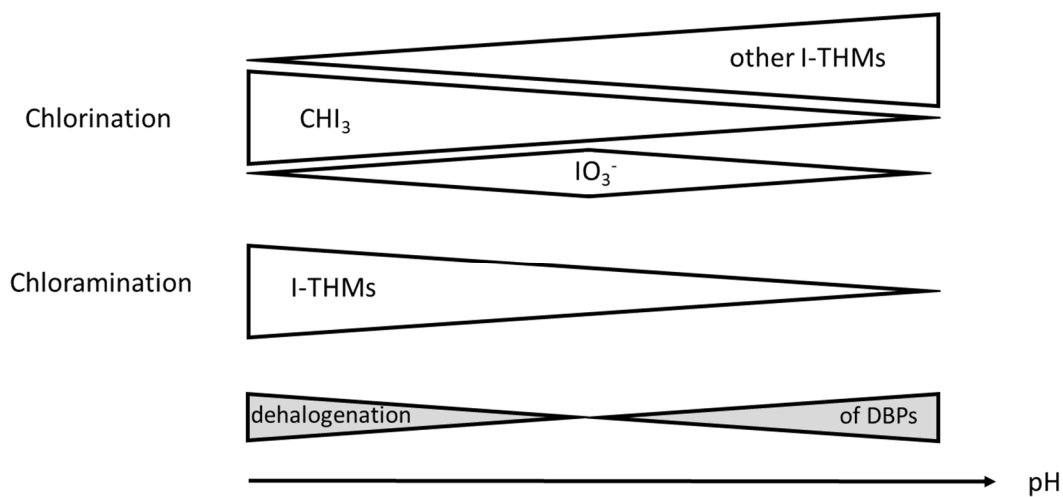 other I-THMs
Chlorination
CHI₃
IO₃⁻
Chloramination
I-THMs
dehalogenation of DBPs
pH